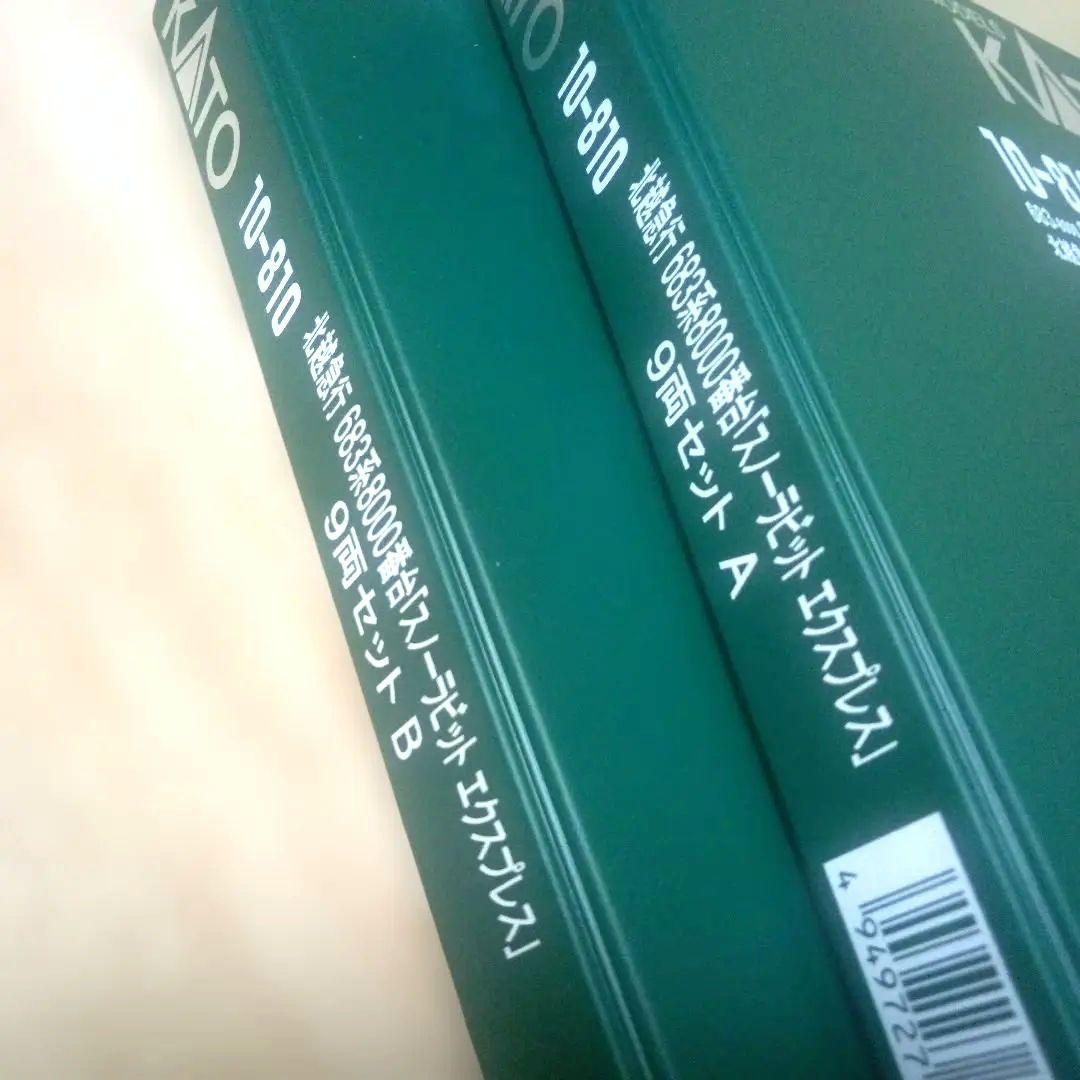 KATO
10-810
北越急行 683系8000番台「スノーラビット エクスプレス」
9両セット B
KATO
10-810
北越急行 683系8000番台「スノーラビット エクスプレス」
9両セット A
4 949727